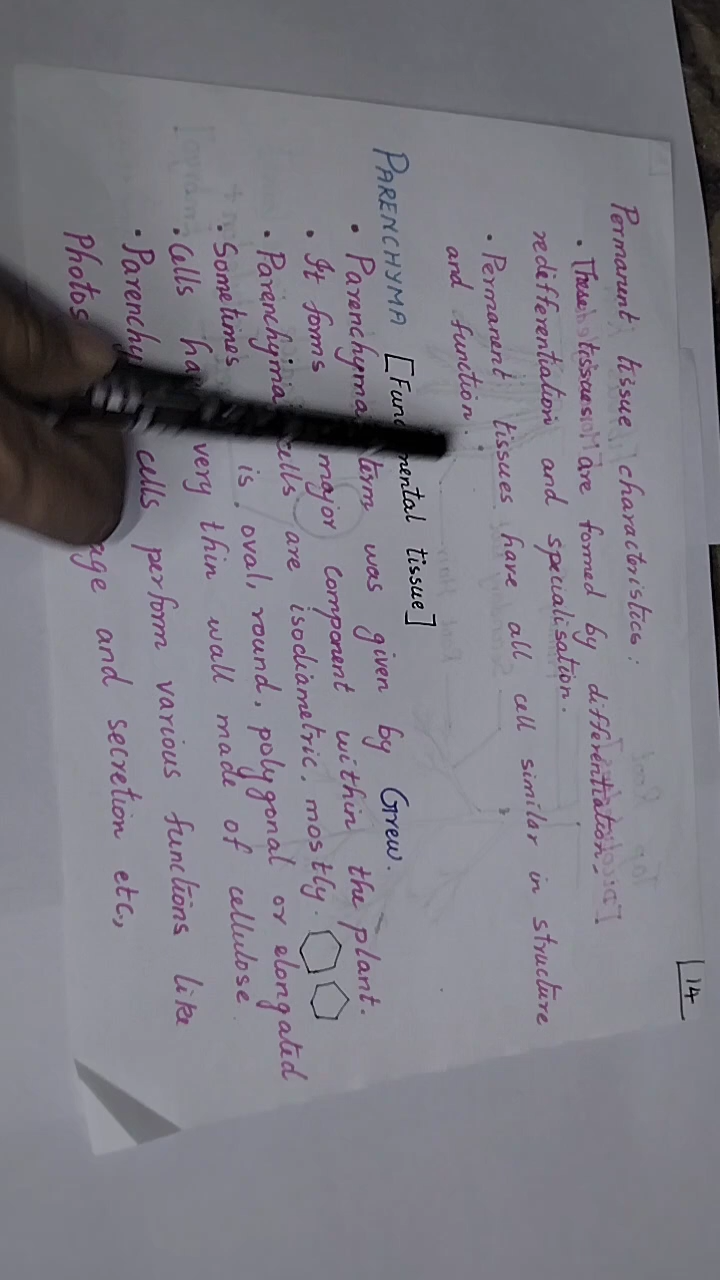 [14
Permanent tissue characteristics:
• These tissues are formed by differentiation,
redifferentiation and specialisation.
• Permanent tissues have all cell similar in structure
and function.
PARENCHYMA [Fun mental tissue]
• Parenchyma term was given by Grew.
• It forms major component within the plant.
• Parenchyma cells are isodiametric. mostly.
• Sometimes is oval, round, polygonal or elongated
• Cells ha very thin wall made of cellulose
• Parenchy cells perform various functions like
Photos age and secretion etc,